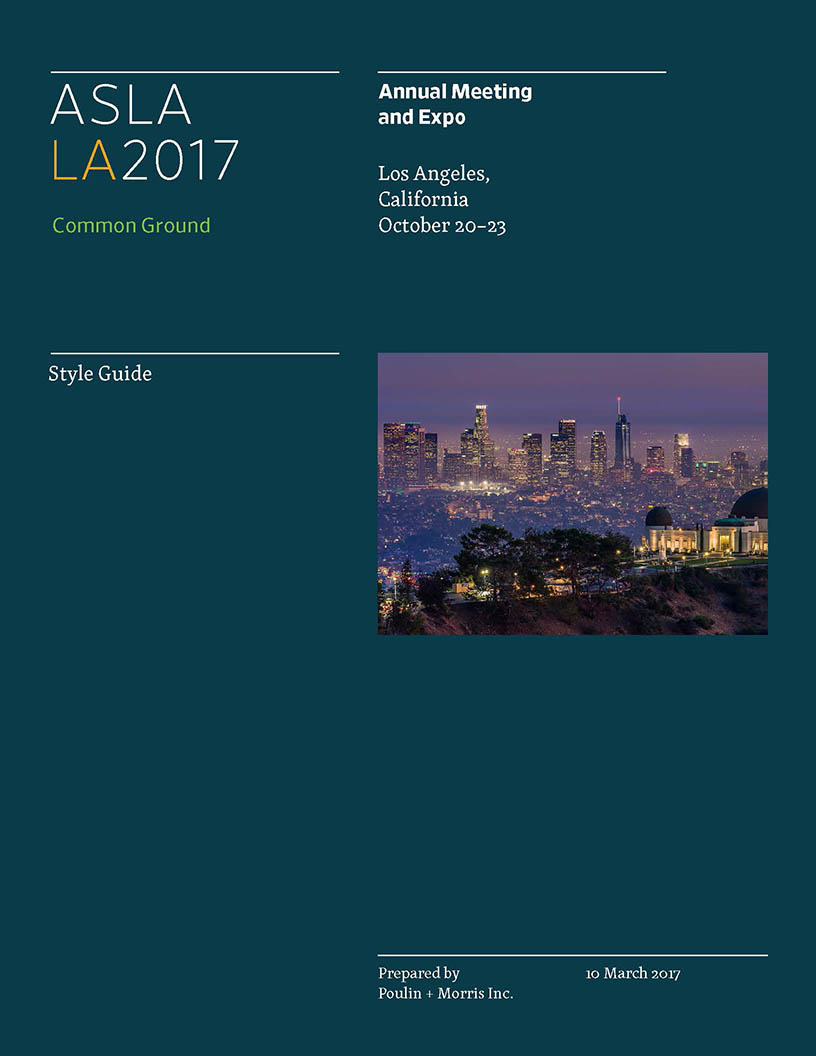 ASLA
LA2017
Common Ground
Annual Meeting
and Expo
Los Angeles,
California
October 20–23
Style Guide
Prepared by
Poulin + Morris Inc.
10 March 2017